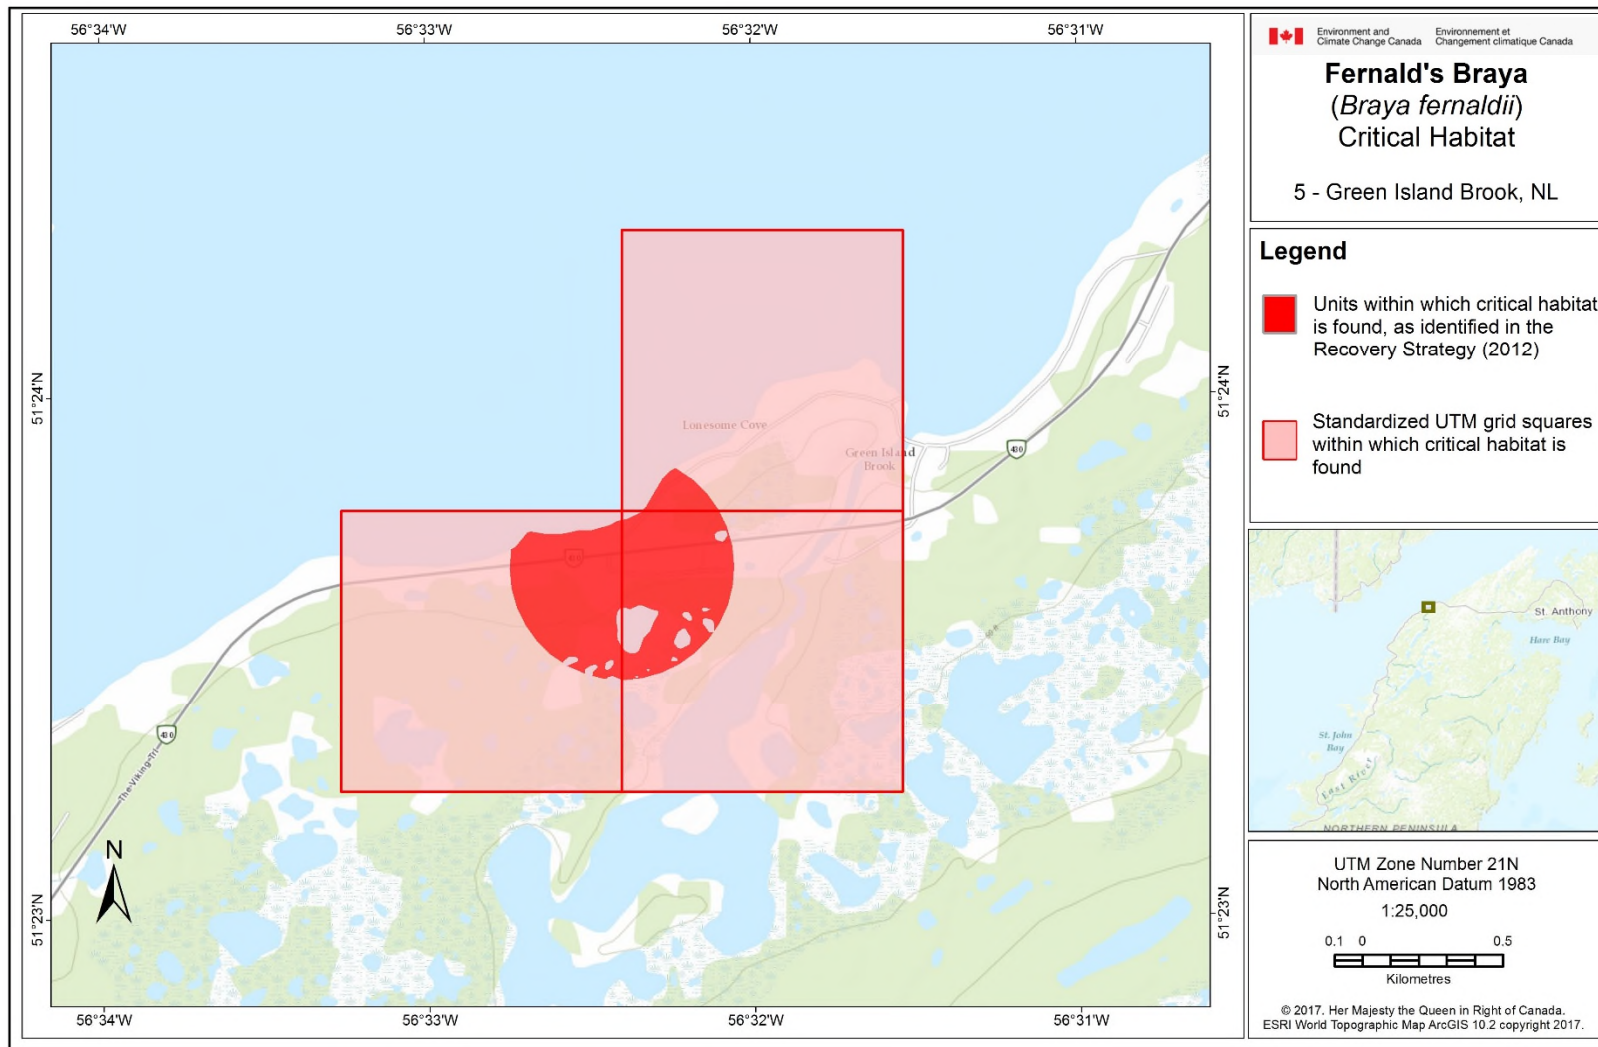 56°34'W
56°33'W
56°32'W
56°31'W
51°24'N
51°24'N
51°23'N
51°23'N
56°34'W
56°33'W
56°32'W
56°31'W
Lonesome Cove
Green Island
Brook
430
430
430
430
The Viking Trl
N
Environment and
Climate Change Canada
Environnement et
Changement climatique Canada
Fernald's Braya
(Braya fernaldii)
Critical Habitat
5 - Green Island Brook, NL
Legend
Units within which critical habitat
is found, as identified in the
Recovery Strategy (2012)
Standardized UTM grid squares
within which critical habitat is
found
St. Anthony
Hare Bay
St. John
Bay
East River
NORTHERN PENINSULA
UTM Zone Number 21N
North American Datum 1983
1:25,000
0.1 0 0.5
Kilometres
© 2017. Her Majesty the Queen in Right of Canada.
ESRI World Topographic Map ArcGIS 10.2 copyright 2017.